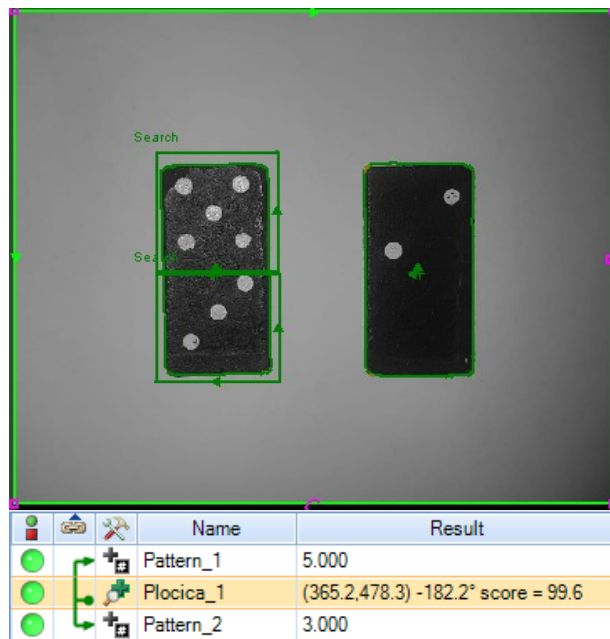 Search
Search
Name Result
Pattern_1 5.000
Plocica_1 (365.2,478.3) -182.2° score = 99.6
Pattern_2 3.000